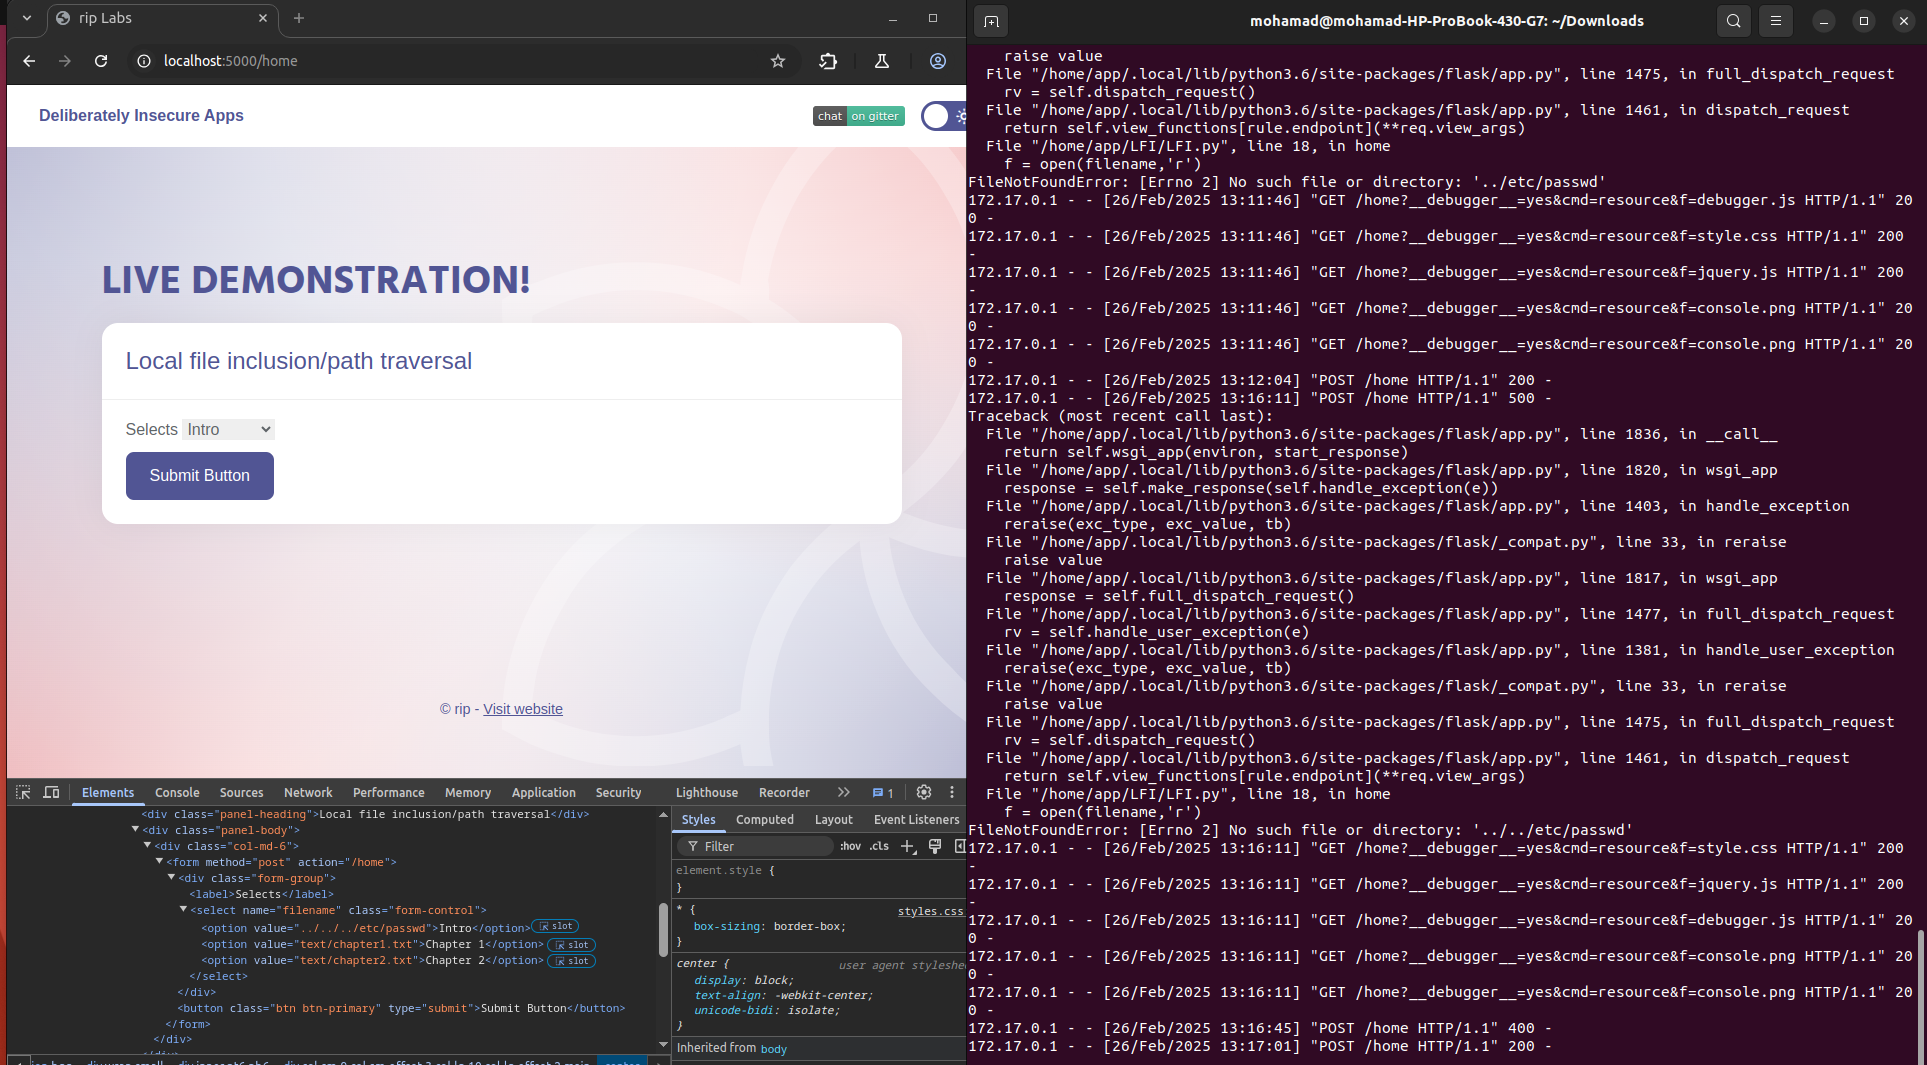 rip Labs
localhost:5000/home
Deliberately Insecure Apps
chat on gitter
LIVE DEMONSTRATION!
Local file inclusion/path traversal
Selects Intro
Submit Button
© rip - Visit website
Elements Console Sources Network Performance Memory Application Security Lighthouse Recorder 1
<div class="panel-heading">Local file inclusion/path traversal</div>
<div class="panel-body">
<div class="col-md-6">
<form method="post" action="/home">
<div class="form-group">
<label>Selects</label>
<select name="filename" class="form-control">
<option value="../../../etc/passwd">Intro</option> slot
<option value="text/chapter1.txt">Chapter 1</option> slot
<option value="text/chapter2.txt">Chapter 2</option> slot
</select>
</div>
<button class="btn btn-primary" type="submit">Submit Button</button>
</form>
</div>
Styles Computed Layout Event Listeners
Filter :hov .cls
element.style {
}
* { styles.css
box-sizing: border-box;
}
center { user agent styleshe
display: block;
text-align: -webkit-center;
unicode-bidi: isolate;
}
Inherited from body
mohamad@mohamad-HP-ProBook-430-G7: ~/Downloads
raise value
File "/home/app/.local/lib/python3.6/site-packages/flask/app.py", line 1475, in full_dispatch_request
rv = self.dispatch_request()
File "/home/app/.local/lib/python3.6/site-packages/flask/app.py", line 1461, in dispatch_request
return self.view_functions[rule.endpoint](**req.view_args)
File "/home/app/LFI/LFI.py", line 18, in home
f = open(filename,'r')
FileNotFoundError: [Errno 2] No such file or directory: '../etc/passwd'
172.17.0.1 - - [26/Feb/2025 13:11:46] "GET /home?__debugger__=yes&cmd=resource&f=debugger.js HTTP/1.1" 20
0 -
172.17.0.1 - - [26/Feb/2025 13:11:46] "GET /home?__debugger__=yes&cmd=resource&f=style.css HTTP/1.1" 200
-
172.17.0.1 - - [26/Feb/2025 13:11:46] "GET /home?__debugger__=yes&cmd=resource&f=jquery.js HTTP/1.1" 200
-
172.17.0.1 - - [26/Feb/2025 13:11:46] "GET /home?__debugger__=yes&cmd=resource&f=console.png HTTP/1.1" 20
0 -
172.17.0.1 - - [26/Feb/2025 13:11:46] "GET /home?__debugger__=yes&cmd=resource&f=console.png HTTP/1.1" 20
0 -
172.17.0.1 - - [26/Feb/2025 13:12:04] "POST /home HTTP/1.1" 200 -
172.17.0.1 - - [26/Feb/2025 13:16:11] "POST /home HTTP/1.1" 500 -
Traceback (most recent call last):
File "/home/app/.local/lib/python3.6/site-packages/flask/app.py", line 1836, in __call__
return self.wsgi_app(environ, start_response)
File "/home/app/.local/lib/python3.6/site-packages/flask/app.py", line 1820, in wsgi_app
response = self.make_response(self.handle_exception(e))
File "/home/app/.local/lib/python3.6/site-packages/flask/app.py", line 1403, in handle_exception
reraise(exc_type, exc_value, tb)
File "/home/app/.local/lib/python3.6/site-packages/flask/_compat.py", line 33, in reraise
raise value
File "/home/app/.local/lib/python3.6/site-packages/flask/app.py", line 1817, in wsgi_app
response = self.full_dispatch_request()
File "/home/app/.local/lib/python3.6/site-packages/flask/app.py", line 1477, in full_dispatch_request
rv = self.handle_user_exception(e)
File "/home/app/.local/lib/python3.6/site-packages/flask/app.py", line 1381, in handle_user_exception
reraise(exc_type, exc_value, tb)
File "/home/app/.local/lib/python3.6/site-packages/flask/_compat.py", line 33, in reraise
raise value
File "/home/app/.local/lib/python3.6/site-packages/flask/app.py", line 1475, in full_dispatch_request
rv = self.dispatch_request()
File "/home/app/.local/lib/python3.6/site-packages/flask/app.py", line 1461, in dispatch_request
return self.view_functions[rule.endpoint](**req.view_args)
File "/home/app/LFI/LFI.py", line 18, in home
f = open(filename,'r')
FileNotFoundError: [Errno 2] No such file or directory: '../../etc/passwd'
172.17.0.1 - - [26/Feb/2025 13:16:11] "GET /home?__debugger__=yes&cmd=resource&f=style.css HTTP/1.1" 200
-
172.17.0.1 - - [26/Feb/2025 13:16:11] "GET /home?__debugger__=yes&cmd=resource&f=jquery.js HTTP/1.1" 200
-
172.17.0.1 - - [26/Feb/2025 13:16:11] "GET /home?__debugger__=yes&cmd=resource&f=debugger.js HTTP/1.1" 20
0 -
172.17.0.1 - - [26/Feb/2025 13:16:11] "GET /home?__debugger__=yes&cmd=resource&f=console.png HTTP/1.1" 20
0 -
172.17.0.1 - - [26/Feb/2025 13:16:11] "GET /home?__debugger__=yes&cmd=resource&f=console.png HTTP/1.1" 20
0 -
172.17.0.1 - - [26/Feb/2025 13:16:45] "POST /home HTTP/1.1" 400 -
172.17.0.1 - - [26/Feb/2025 13:17:01] "POST /home HTTP/1.1" 200 -